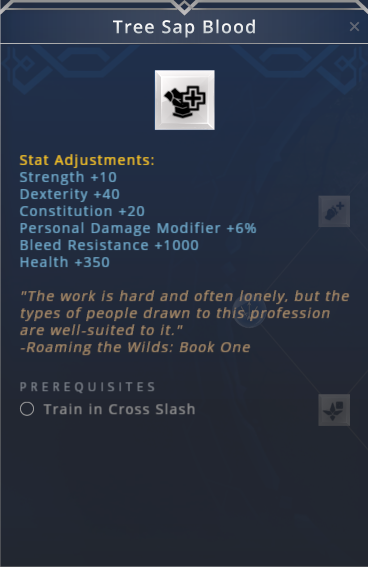 Tree Sap Blood
Stat Adjustments:
Strength +10
Dexterity +40
Constitution +20
Personal Damage Modifier +6%
Bleed Resistance +1000
Health +350
"The work is hard and often lonely, but the
types of people drawn to this profession
are well-suited to it."
-Roaming the Wilds: Book One
PREREQUISITES
Train in Cross Slash